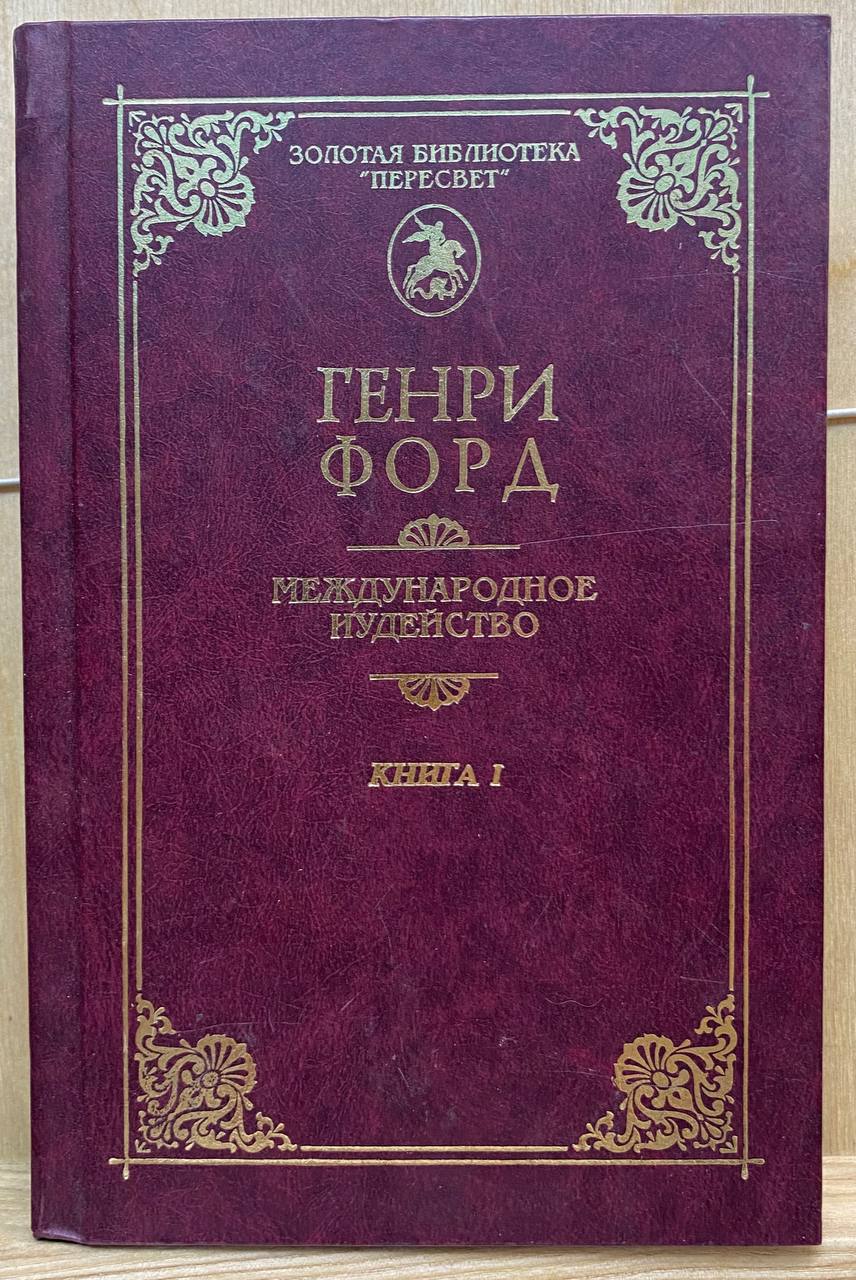 ЗОЛОТАЯ БИБЛИОТЕКА
"ПЕРЕСВЕТ"
ГЕНРИ
ФОРД
МЕЖДУНАРОДНОЕ
ИУДЕЙСТВО
КНИГА I